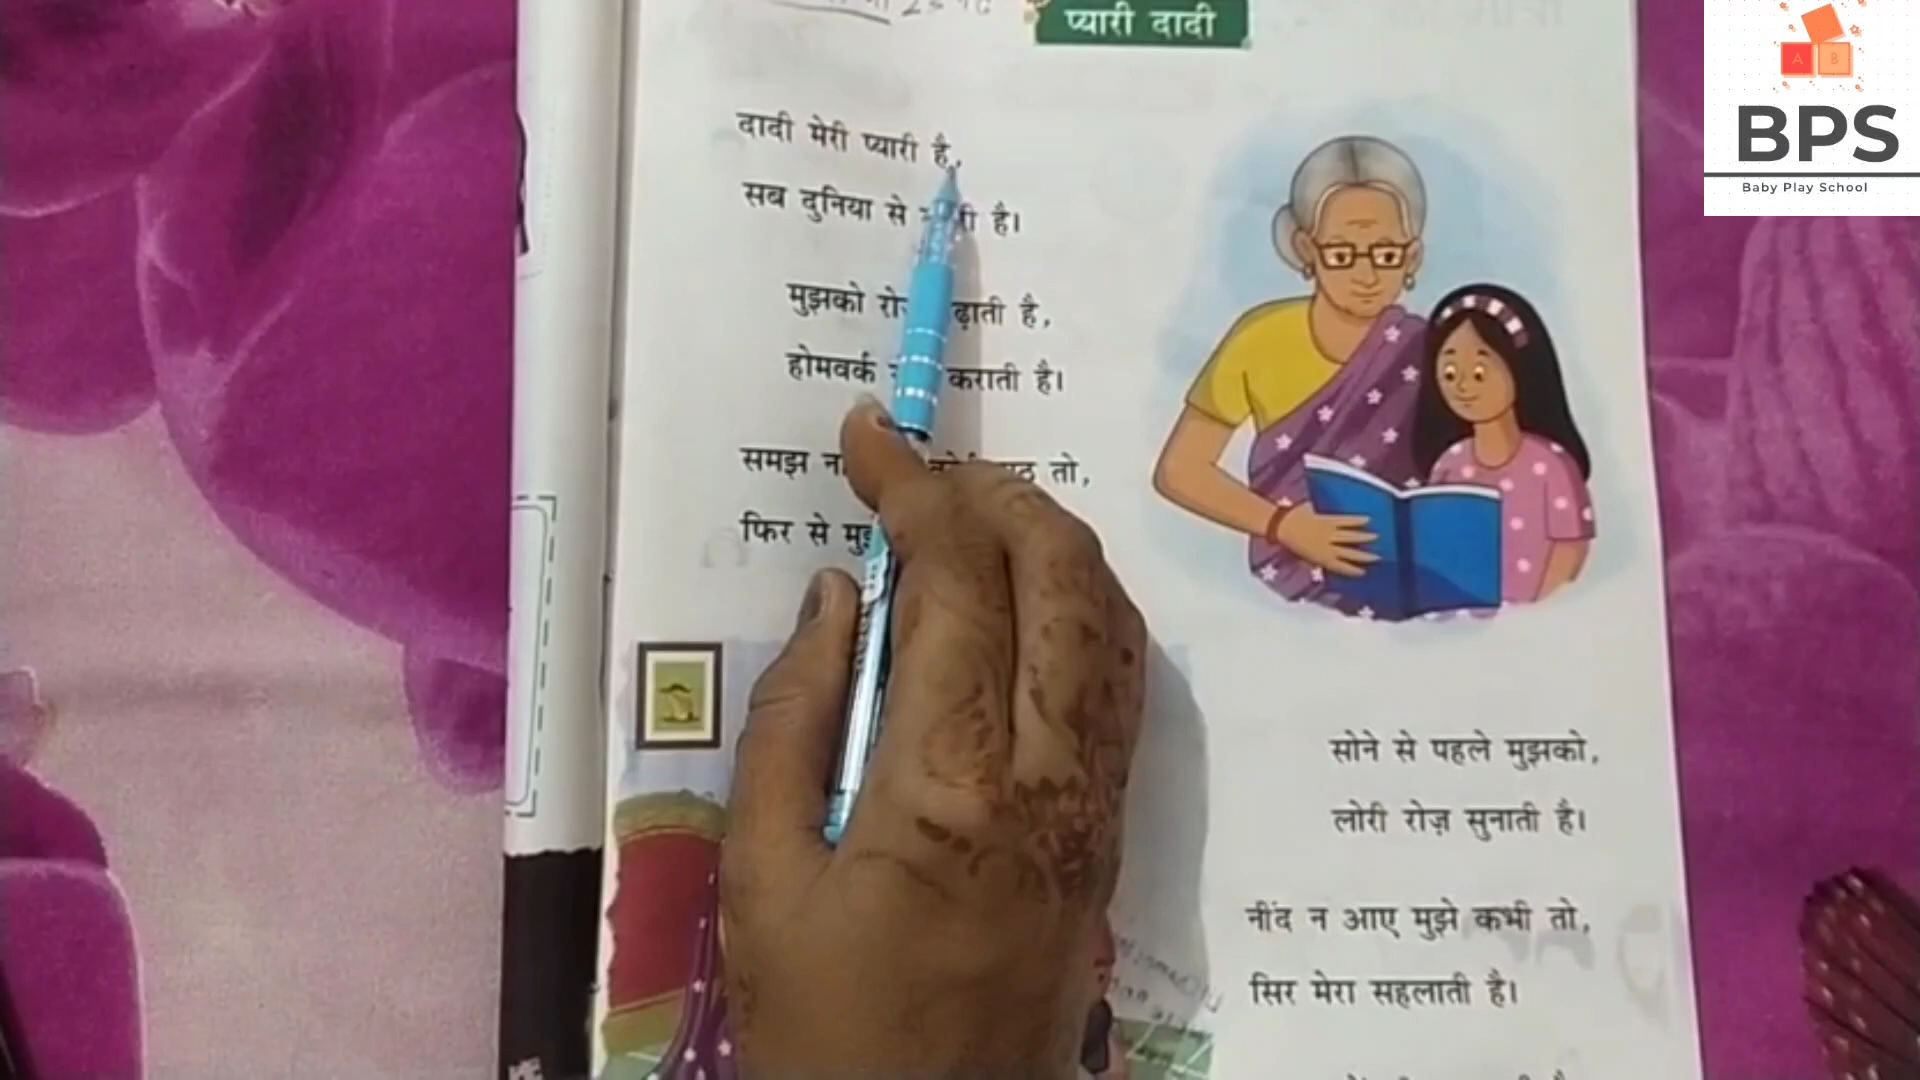 प्यारी दादी
दादी मेरी प्यारी है,
सब दुनिया से है।
मुझको है,
होमवर्क कराती है।
समझ तो,
फिर से
सोने से पहले मुझको,
लोरी रोज़ सुनाती है।
नींद न आए मुझे कभी तो,
सिर मेरा सहलाती है।
A B
BPS
Baby Play School